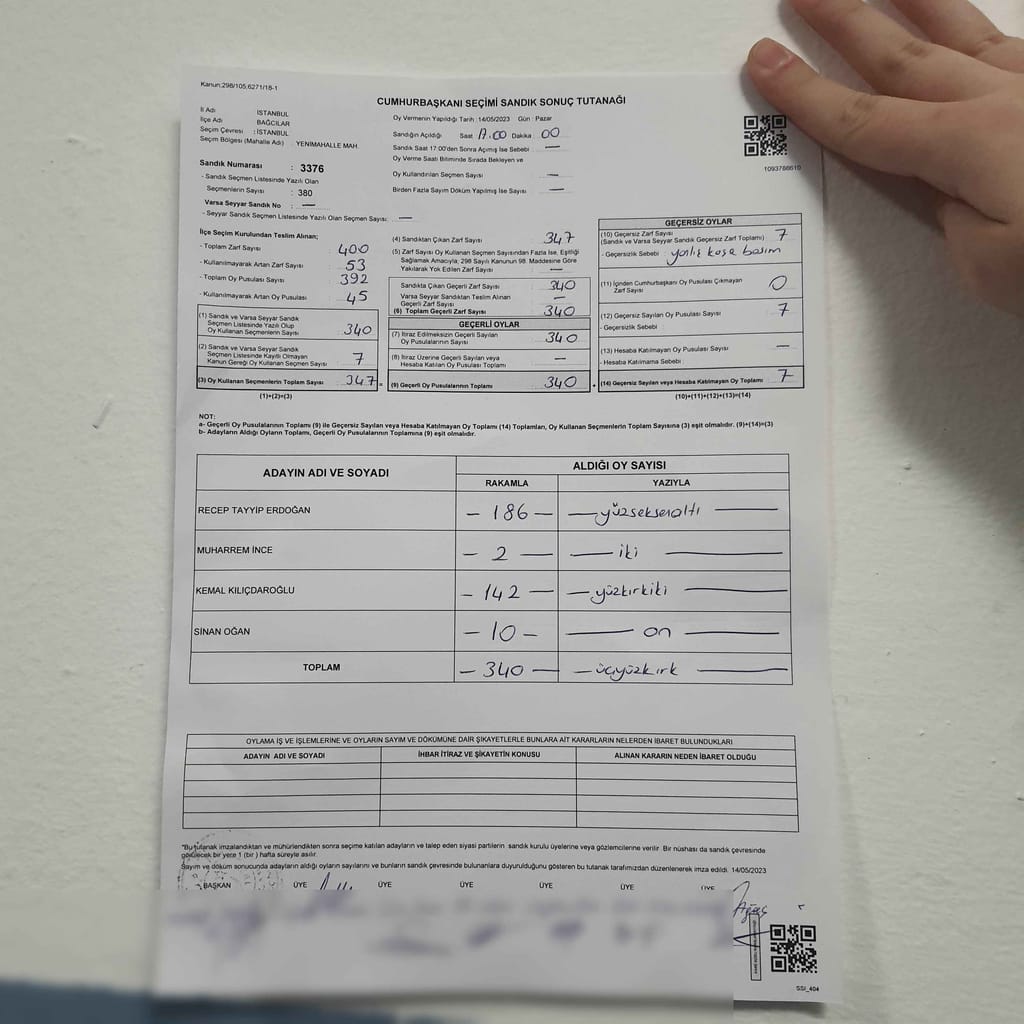 Kanun:298/105;6271/18-1
CUMHURBAŞKANI SEÇİMİ SANDIK SONUÇ TUTANAĞI
İl Adı : İSTANBUL
İlçe Adı : BAĞCILAR
Seçim Çevresi : İSTANBUL
Seçim Bölgesi (Mahalle Adı) : YENİMAHALLE MAH.
Sandık Numarası : 3376
- Sandık Seçmen Listesinde Yazılı Olan
Seçmenlerin Sayısı : 380
Varsa Seyyar Sandık No : —
- Seyyar Sandık Seçmen Listesinde Yazılı Olan Seçmen Sayısı: —
Oy Vermenin Yapıldığı Tarih : 14/05/2023 Gün : Pazar
Sandığın Açıldığı Saat 17.00 Dakika : 00
Sandık Saat 17:00'den Sonra Açımış İse Sebebi : —
Oy Verme Saati Bitiminde Sırada Bekleyen ve
Oy Kullandırılan Seçmen Sayısı : —
Birden Fazla Sayım Döküm Yapılmış İse Sayısı : —
1093786610
İlçe Seçim Kurulundan Teslim Alınan;
- Toplam Zarf Sayısı : 400
- Kullanılmayarak Artan Zarf Sayısı : 53
- Toplam Oy Pusulası Sayısı : 392
- Kullanılmayarak Artan Oy Pusulası : 45
(1) Sandık ve Varsa Seyyar Sandık
Seçmen Listesinde Yazılı Olup
Oy Kullanan Seçmenlerin Sayısı : 340
(2) Sandık ve Varsa Seyyar Sandık
Seçmen Listesinde Kayıtlı Olmayan
Kanun Gereği Oy Kullanan Seçmen Sayısı : 7
(3) Oy Kullanan Seçmenlerin Toplam Sayısı : 347 =
(1)+(2)=(3)
(4) Sandıktan Çıkan Zarf Sayısı : 347
(5) Zarf Sayısı Oy Kullanan Seçmen Sayısından Fazla İse, Eşitliği
Sağlamak Amacıyla; 298 Sayılı Kanunun 98. Maddesine Göre
Yakılarak Yok Edilen Zarf Sayısı : —
Sandıkta Çıkan Geçerli Zarf Sayısı : 340
Varsa Seyyar Sandıktan Teslim Alınan
Geçerli Zarf Sayısı : —
(6) Toplam Geçerli Zarf Sayısı : 340
GEÇERLİ OYLAR
(7) İtiraz Edilmeksizin Geçerli Sayılan
Oy Pusulalarının Sayısı : 340
(8) İtiraz Üzerine Geçerli Sayılan veya
Hesaba Katılan Oy Pusulası Toplamı : —
(9) Geçerli Oy Pusulalarının Toplamı : 340 +
GEÇERSİZ OYLAR
(10) Geçersiz Zarf Sayısı : 7
(Sandık ve Varsa Seyyar Sandık Geçersiz Zarf Toplamı)
- Geçersizlik Sebebi :
(11) İçinden Cumhurbaşkanı Oy Pusulası Çıkmayan
Zarf Sayısı : 0
(12) Geçersiz Sayılan Oy Pusulası Sayısı : 7
- Geçersizlik Sebebi :
(13) Hesaba Katılmayan Oy Pusulası Sayısı : —
- Hesaba Katılmama Sebebi :
(14) Geçersiz Sayılan veya Hesaba Katılmayan Oy Toplamı : 7
(10)+(11)+(12)+(13)=(14)
NOT:
a- Geçerli Oy Pusulalarının Toplamı (9) ile Geçersiz Sayılan veya Hesaba Katılmayan Oy Toplamı (14) Toplamları, Oy Kullanan Seçmenlerin Toplam Sayısına (3) eşit olmalıdır. (9)+(14)=(3)
b- Adayların Aldığı Oyların Toplamı, Geçerli Oy Pusulalarının Toplamına (9) eşit olmalıdır.
ADAYIN ADI VE SOYADI ALDIĞI OY SAYISI
RAKAMLA YAZIYLA
RECEP TAYYİP ERDOĞAN — 186 — — yüzseksenaltı —
MUHARREM İNCE — 2 — — iki —
KEMAL KILIÇDAROĞLU — 142 — — yüzkırkiki —
SİNAN OĞAN — 10 — — on —
TOPLAM — 340 — — üçyüzkırk —
OYLAMA İŞ VE İŞLEMLERİNE VE OYLARIN SAYIM VE DÖKÜMÜNE DAİR ŞİKAYETLERLE BUNLARA AİT KARARLARIN NELERDEN İBARET BULUNDUKLARI
ADAYIN ADI VE SOYADI İHBAR İTİRAZ VE ŞİKAYETİN KONUSU ALINAN KARARIN NEDEN İBARET OLDUĞU
"Bu tutanak imzalandıktan ve mühürlendikten sonra seçime katılan adayların ve talep eden siyasi partilerin sandık kurulu üyelerine veya gözlemcilerine verilir. Bir nüshası da sandık çevresinde
görülecek bir yere 1 (bir ) hafta süreyle asılır.
Sayım ve döküm sonucunda adayların aldığı oyların sayılarını ve bunların sandık çevresinde bulunanlara duyurulduğunu gösteren bu tutanak tarafımızdan düzenlenerek imza edildi. 14/05/2023
BAŞKAN ÜYE ÜYE ÜYE ÜYE ÜYE ÜYE
SSI_404